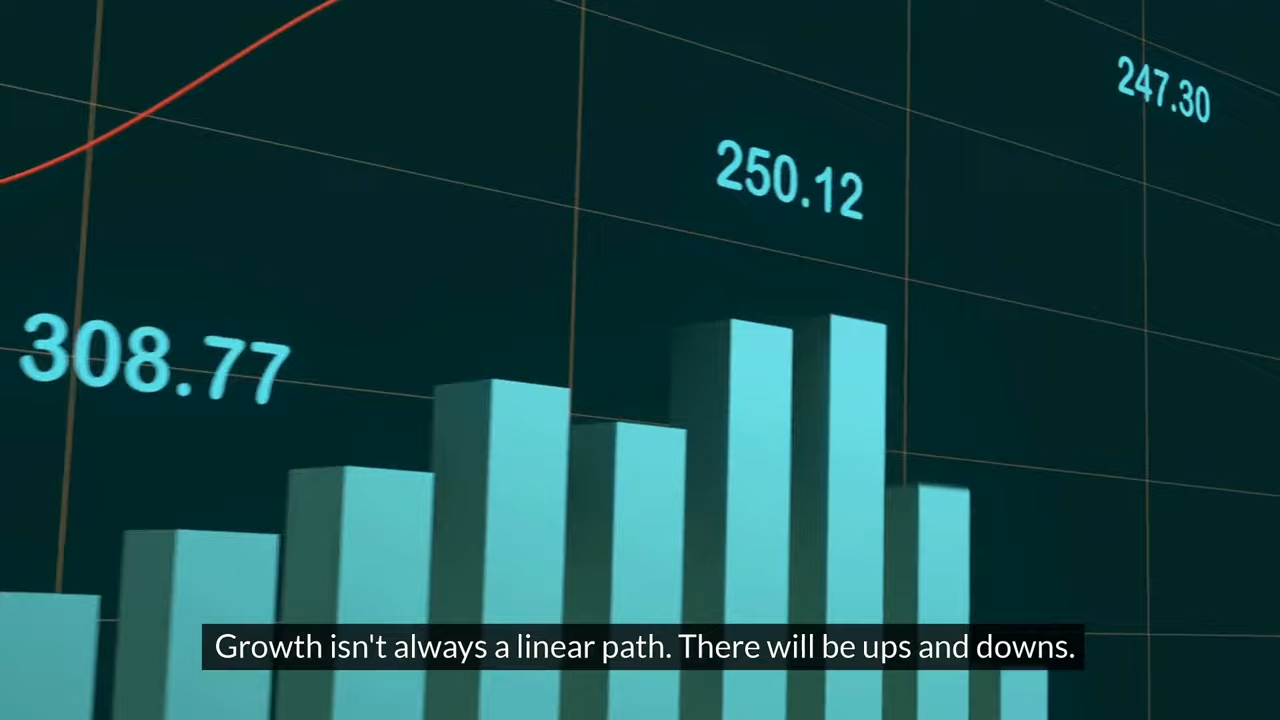 247.30
250.12
308.77
Growth isn't always a linear path. There will be ups and downs.